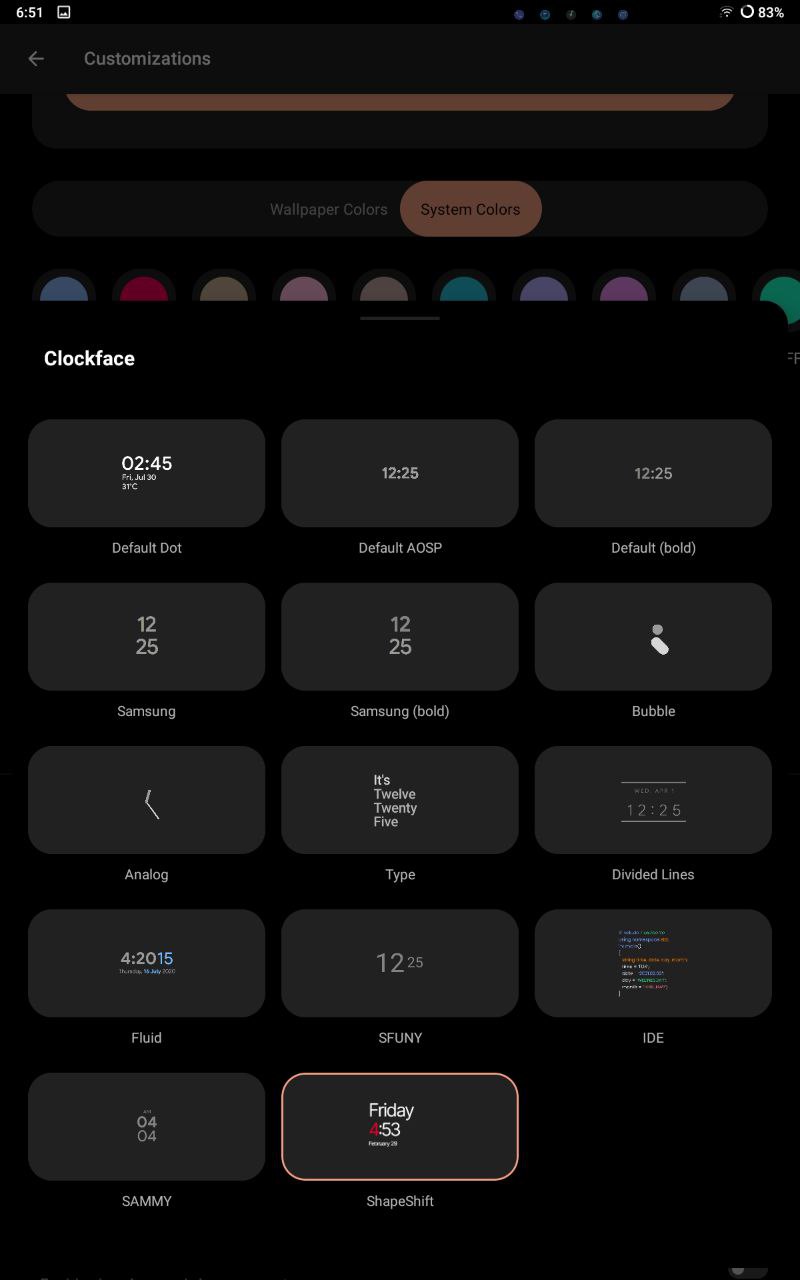 6:51
83%
Customizations
Wallpaper Colors
System Colors
Clockface
02:45
Fri, Jul 30
31°C
12:25
12:25
Default Dot
Default AOSP
Default (bold)
12
25
12
25
Samsung
Samsung (bold)
Bubble
It's
Twelve
Twenty
Five
WED, APR 1
12:25
Analog
Type
Divided Lines
4:2015
Thursday, 16 July 2020
12 25
using namespace
Fluid
SFUNY
IDE
AM
04
04
Friday
4:53
February 28
SAMMY
ShapeShift